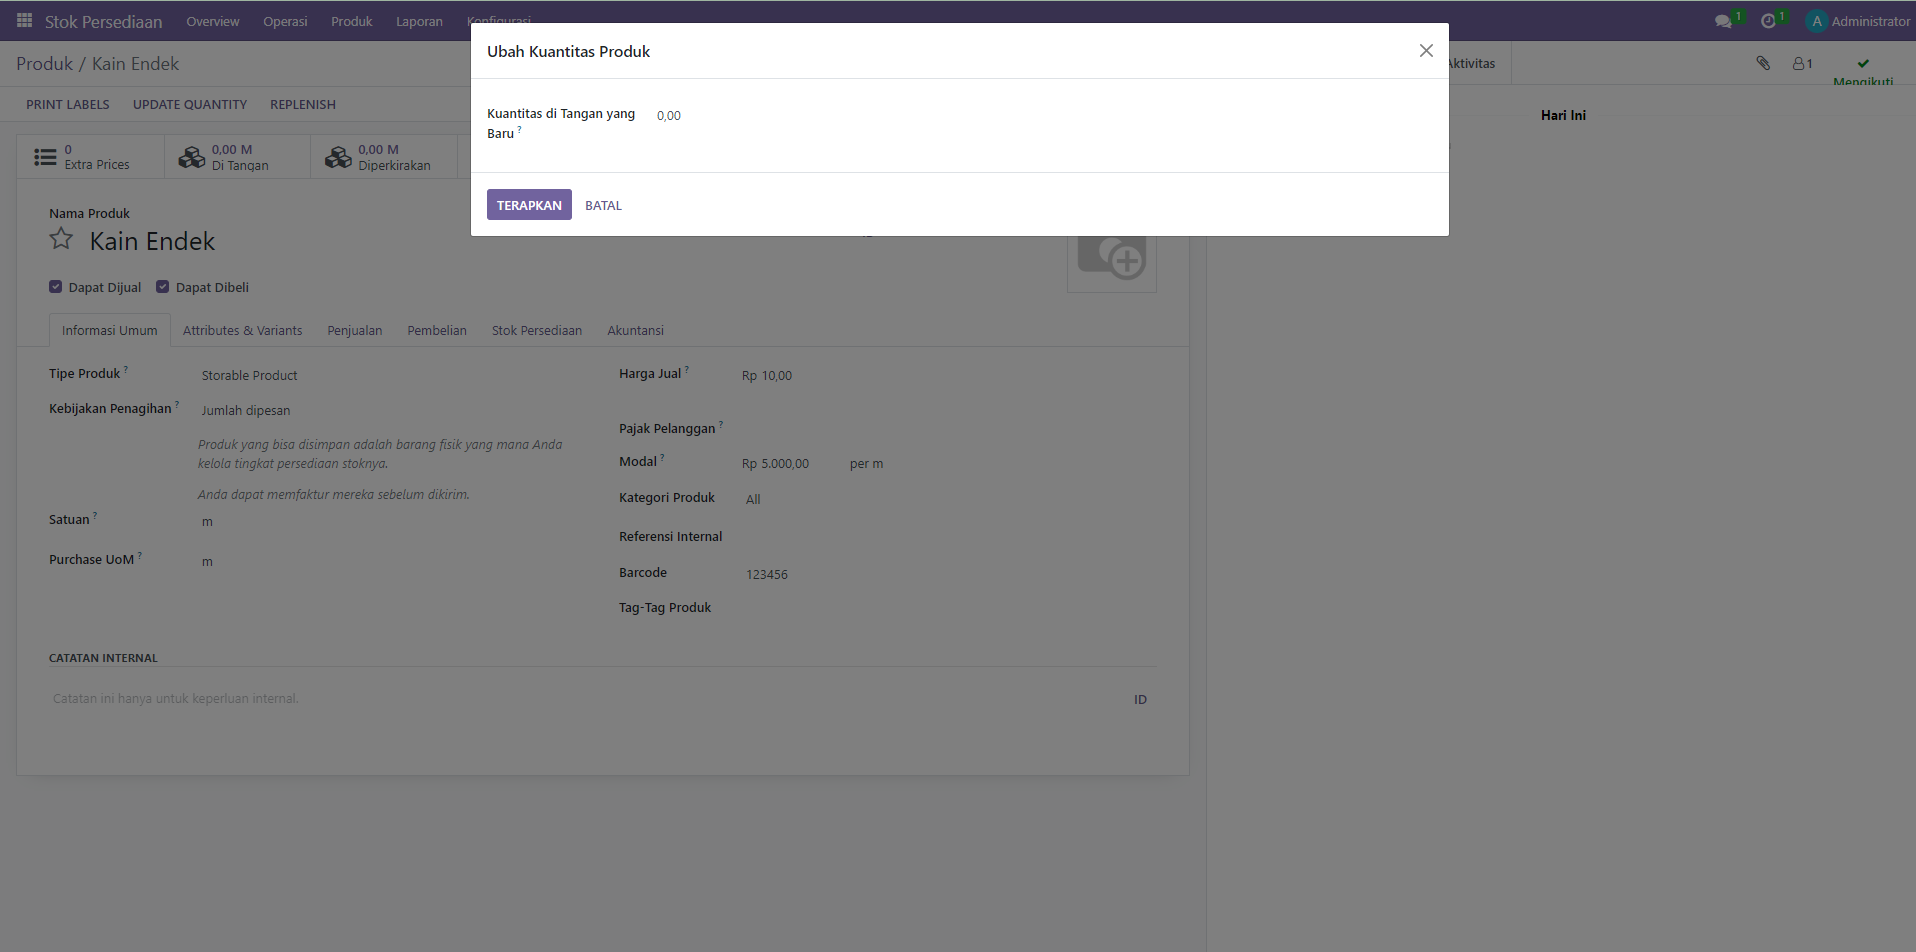 Stok Persediaan Overview Operasi Produk Laporan Konfigurasi 1 1 A Administrator
Ubah Kuantitas Produk
Produk / Kain Endek
Aktivitas 1 Mengikuti
PRINT LABELS UPDATE QUANTITY REPLENISH
Kuantitas di Tangan yang Baru ? 0,00
Hari Ini
0 Extra Prices
0,00 M Di Tangan
0,00 M Diperkirakan
TERAPKAN BATAL
Nama Produk
Kain Endek
Dapat Dijual Dapat Dibeli
Informasi Umum Attributes & Variants Penjualan Pembelian Stok Persediaan Akuntansi
Tipe Produk ? Storable Product
Kebijakan Penagihan ? Jumlah dipesan
Produk yang bisa disimpan adalah barang fisik yang mana Anda
kelola tingkat persediaan stoknya.
Anda dapat memfaktur mereka sebelum dikirim.
Satuan ? m
Purchase UoM ? m
Harga Jual ? Rp 10,00
Pajak Pelanggan ?
Modal ? Rp 5.000,00 per m
Kategori Produk All
Referensi Internal
Barcode 123456
Tag-Tag Produk
CATATAN INTERNAL
Catatan ini hanya untuk keperluan internal. ID